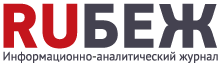 RUБЕЖ
Информационно-аналитический журнал